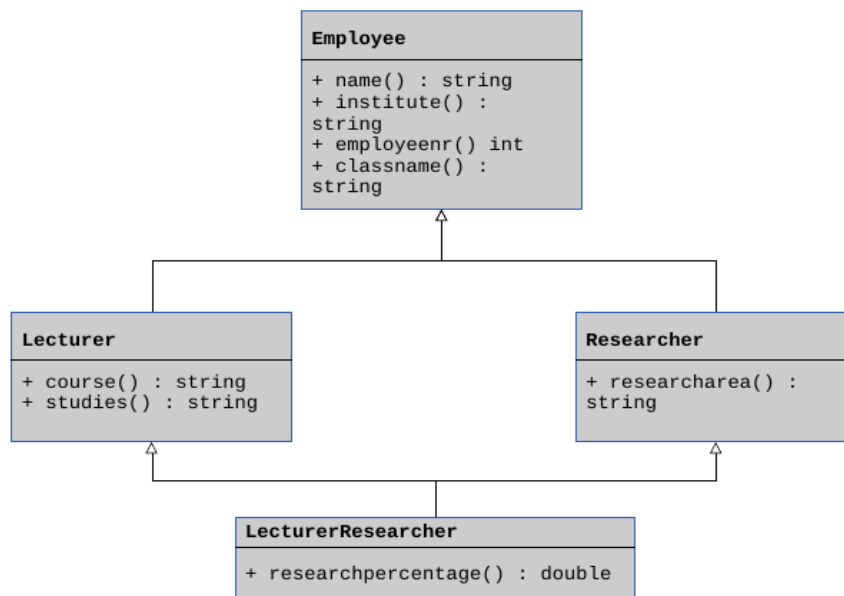 Employee
+ name() : string
+ institute() :
string
+ employeenr() int
+ classname() :
string
Lecturer
+ course() : string
+ studies() : string
Researcher
+ researcharea() :
string
LecturerResearcher
+ researchpercentage() : double